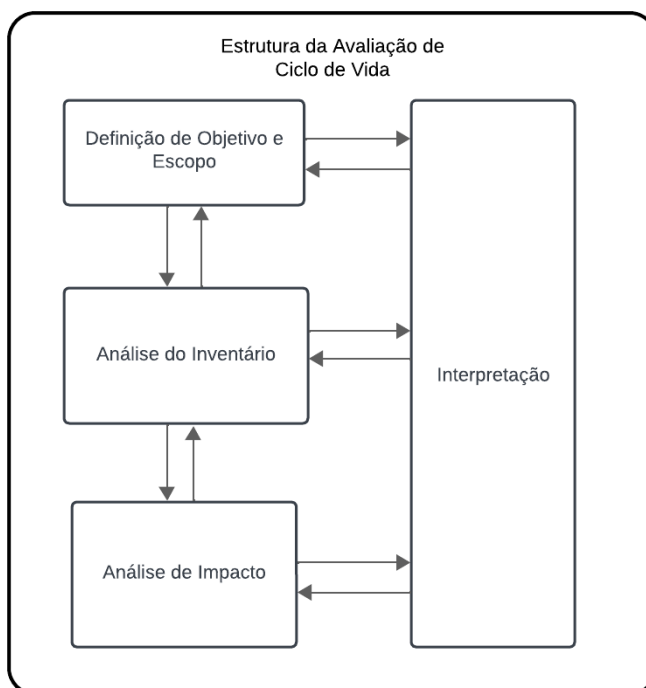 Estrutura da Avaliação de
Ciclo de Vida
Definição de Objetivo e
Escopo
Análise do Inventário
Interpretação
Análise de Impacto